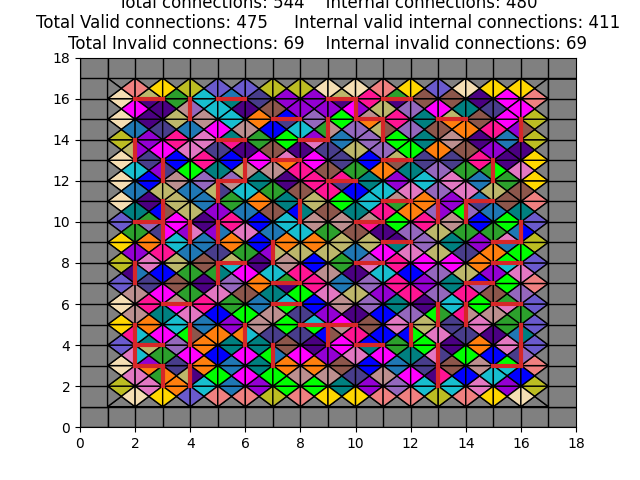 Total connections: 544    Internal connections: 480
Total Valid connections: 475    Internal valid internal connections: 411
Total Invalid connections: 69    Internal invalid connections: 69
18
16
14
12
10
8
6
4
2
0
0 2 4 6 8 10 12 14 16 18